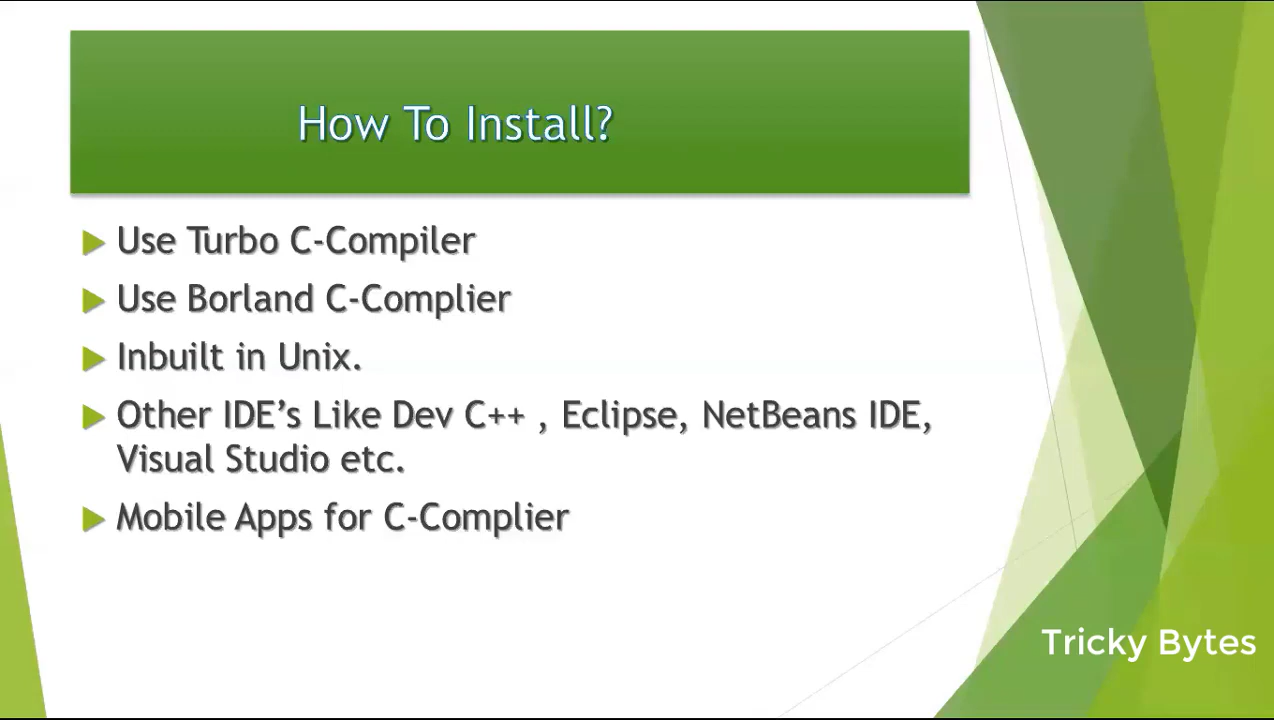 How To Install?
Use Turbo C-Compiler
Use Borland C-Complier
Inbuilt in Unix.
Other IDE’s Like Dev C++ , Eclipse, NetBeans IDE,
Visual Studio etc.
Mobile Apps for C-Complier
Tricky Bytes